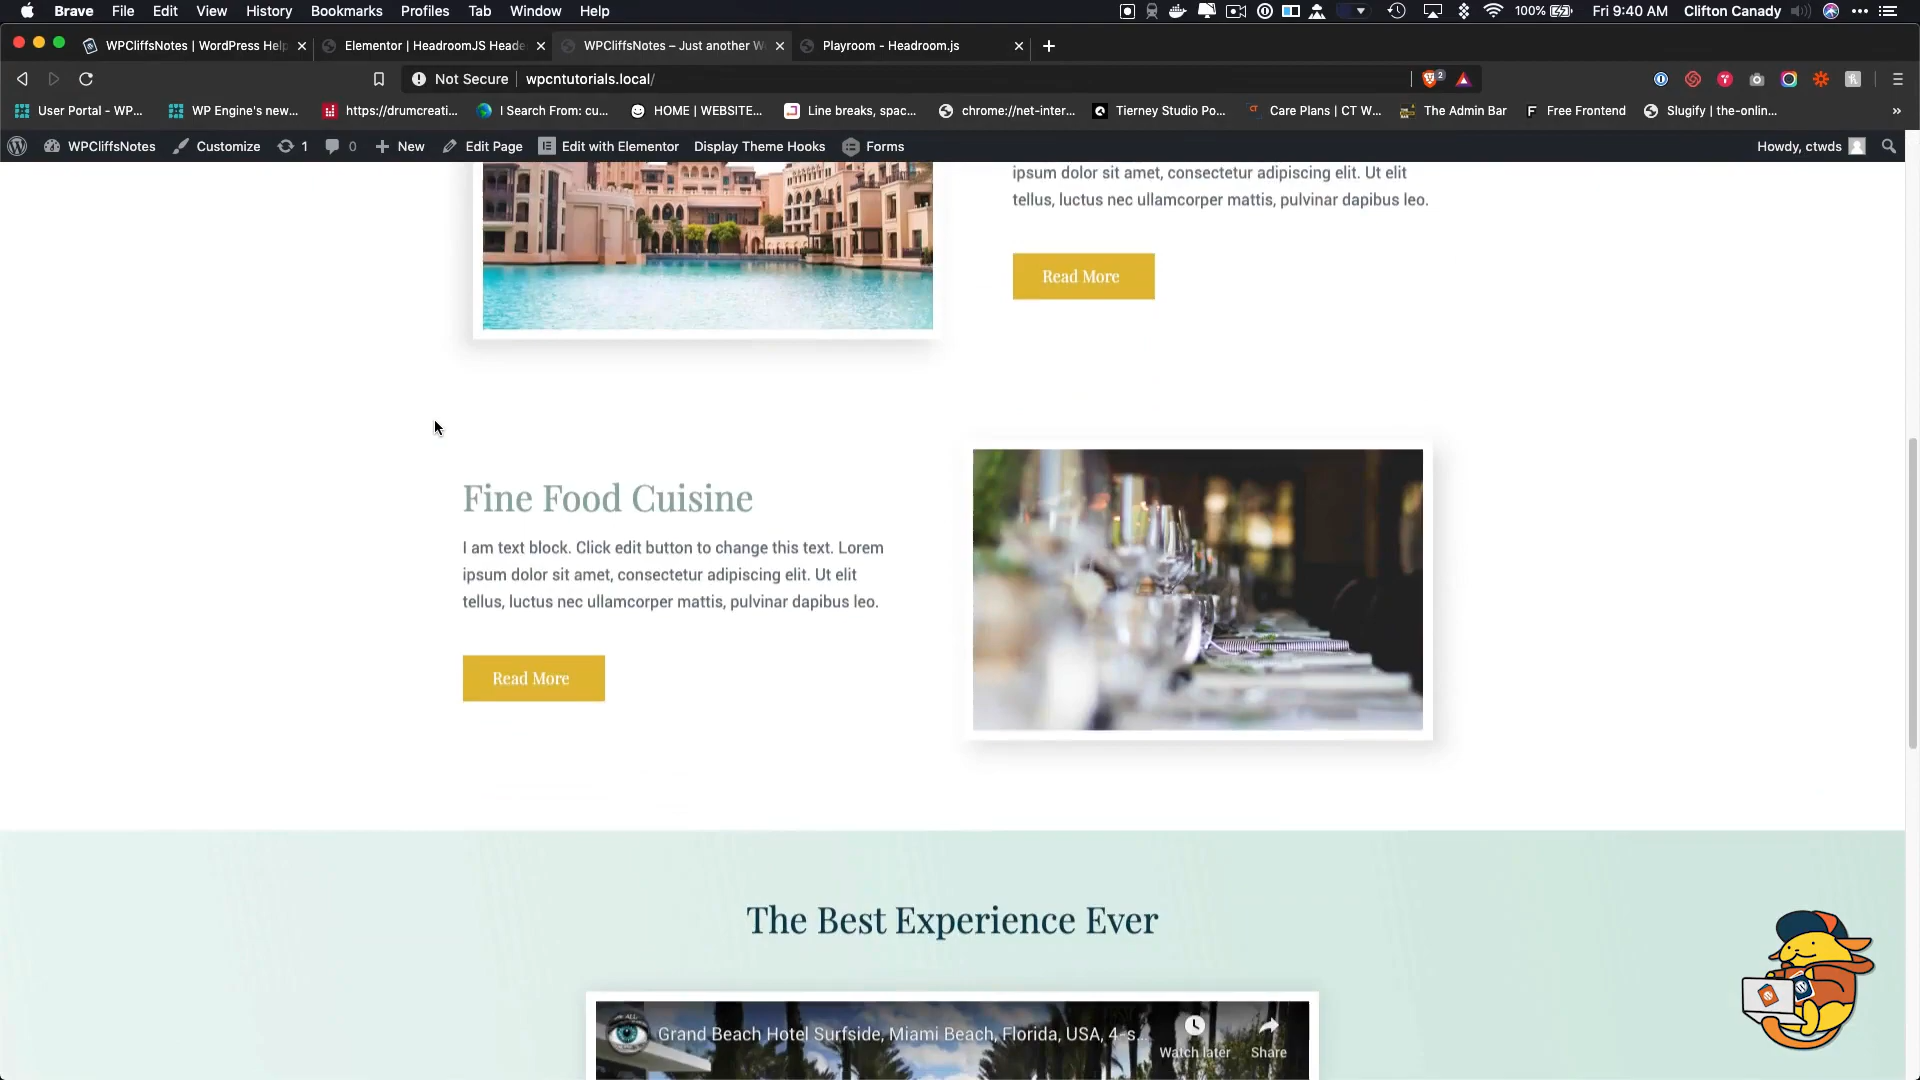 Brave File Edit View History Bookmarks Profiles Tab Window Help 100% Fri 9:40 AM Clifton Canady
WPCliffsNotes | WordPress Help Elementor | HeadroomJS Heade WPCliffsNotes – Just another W Playroom - Headroom.js
Not Secure wpcntutorials.local/ 2
User Portal - WP... WP Engine's new... https://drumcreati... I Search From: cu... HOME | WEBSITE... Line breaks, spac... chrome://net-inter... Tierney Studio Po... Care Plans | CT W... The Admin Bar Free Frontend Slugify | the-onlin...
WPCliffsNotes Customize 1 0 New Edit Page Edit with Elementor Display Theme Hooks Forms Howdy, ctwds
ipsum dolor sit amet, consectetur adipiscing elit. Ut elit
tellus, luctus nec ullamcorper mattis, pulvinar dapibus leo.
Read More
Fine Food Cuisine
I am text block. Click edit button to change this text. Lorem
ipsum dolor sit amet, consectetur adipiscing elit. Ut elit
tellus, luctus nec ullamcorper mattis, pulvinar dapibus leo.
Read More
The Best Experience Ever
Grand Beach Hotel Surfside, Miami Beach, Florida, USA, 4-s...
Watch later Share